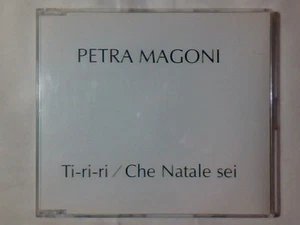 PETRA MAGONI
Ti-ri-ri / Che Natale sei